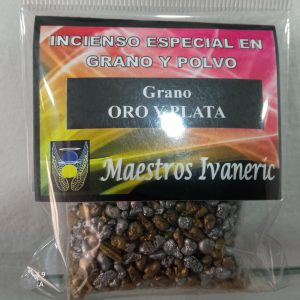 INCIENSO ESPECIAL EN
GRANO Y POLVO
Grano
ORO Y PLATA
Maestros Ivaneric